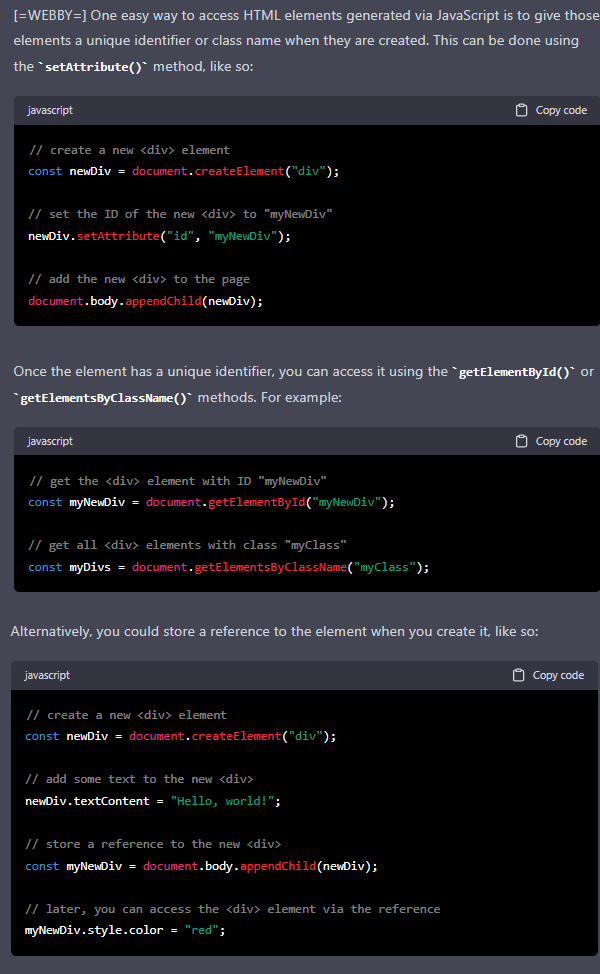 [=WEBBY=] One easy way to access HTML elements generated via JavaScript is to give those
elements a unique identifier or class name when they are created. This can be done using
the `setAttribute()` method, like so:
javascript
Copy code
// create a new <div> element
const newDiv = document.createElement("div");
// set the ID of the new <div> to "myNewDiv"
newDiv.setAttribute("id", "myNewDiv");
// add the new <div> to the page
document.body.appendChild(newDiv);
Once the element has a unique identifier, you can access it using the `getElementById()` or
`getElementsByClassName()` methods. For example:
javascript
Copy code
// get the <div> element with ID "myNewDiv"
const myNewDiv = document.getElementById("myNewDiv");
// get all <div> elements with class "myClass"
const myDivs = document.getElementsByClassName("myClass");
Alternatively, you could store a reference to the element when you create it, like so:
javascript
Copy code
// create a new <div> element
const newDiv = document.createElement("div");
// add some text to the new <div>
newDiv.textContent = "Hello, world!";
// store a reference to the new <div>
const myNewDiv = document.body.appendChild(newDiv);
// later, you can access the <div> element via the reference
myNewDiv.style.color = "red";